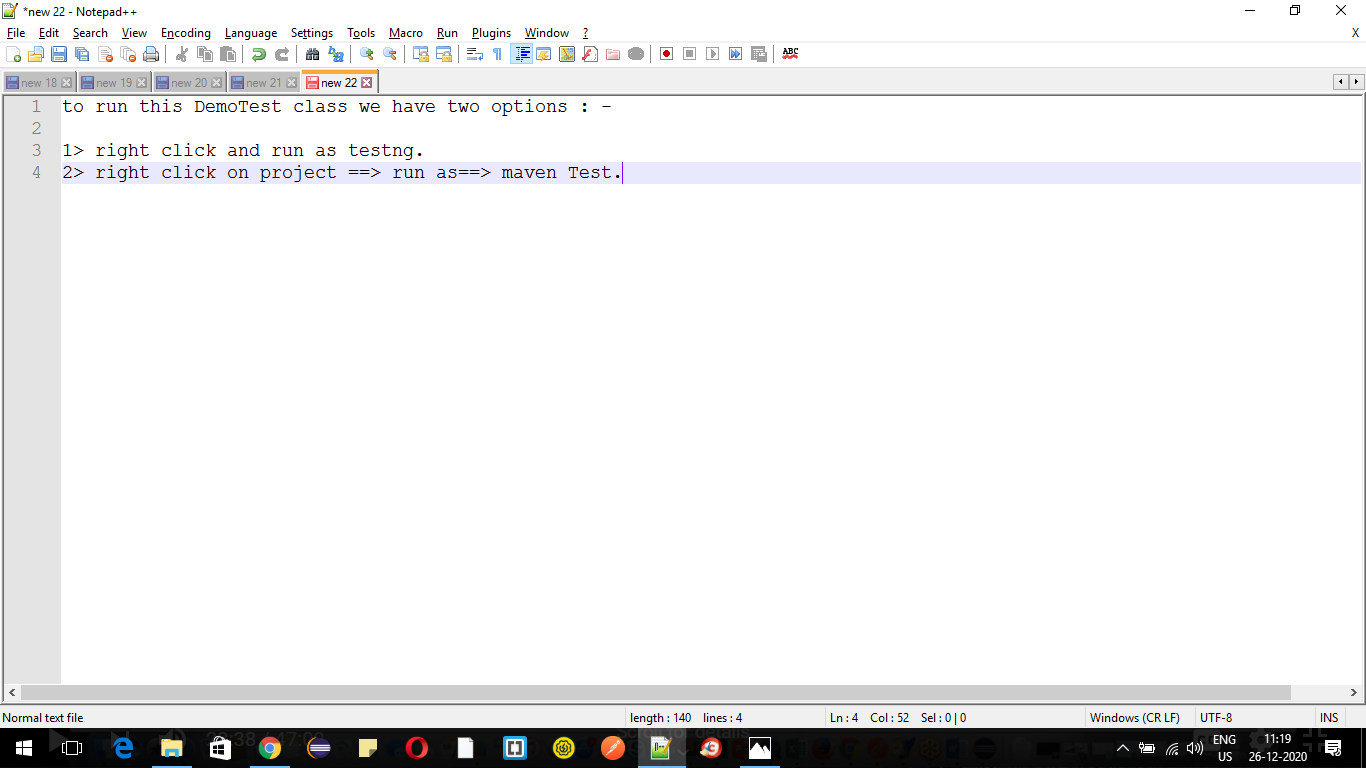 *new 22 - Notepad++
File Edit Search View Encoding Language Settings Tools Macro Run Plugins Window ? X
ABC
new 18 new 19 new 20 new 21 new 22
1 to run this DemoTest class we have two options : -
2
3 1> right click and run as testng.
4 2> right click on project ==> run as==> maven Test.
Normal text file length : 140 lines : 4 Ln : 4 Col : 52 Sel : 0 | 0 Windows (CR LF) UTF-8 INS
ENG 11:19
US 26-12-2020